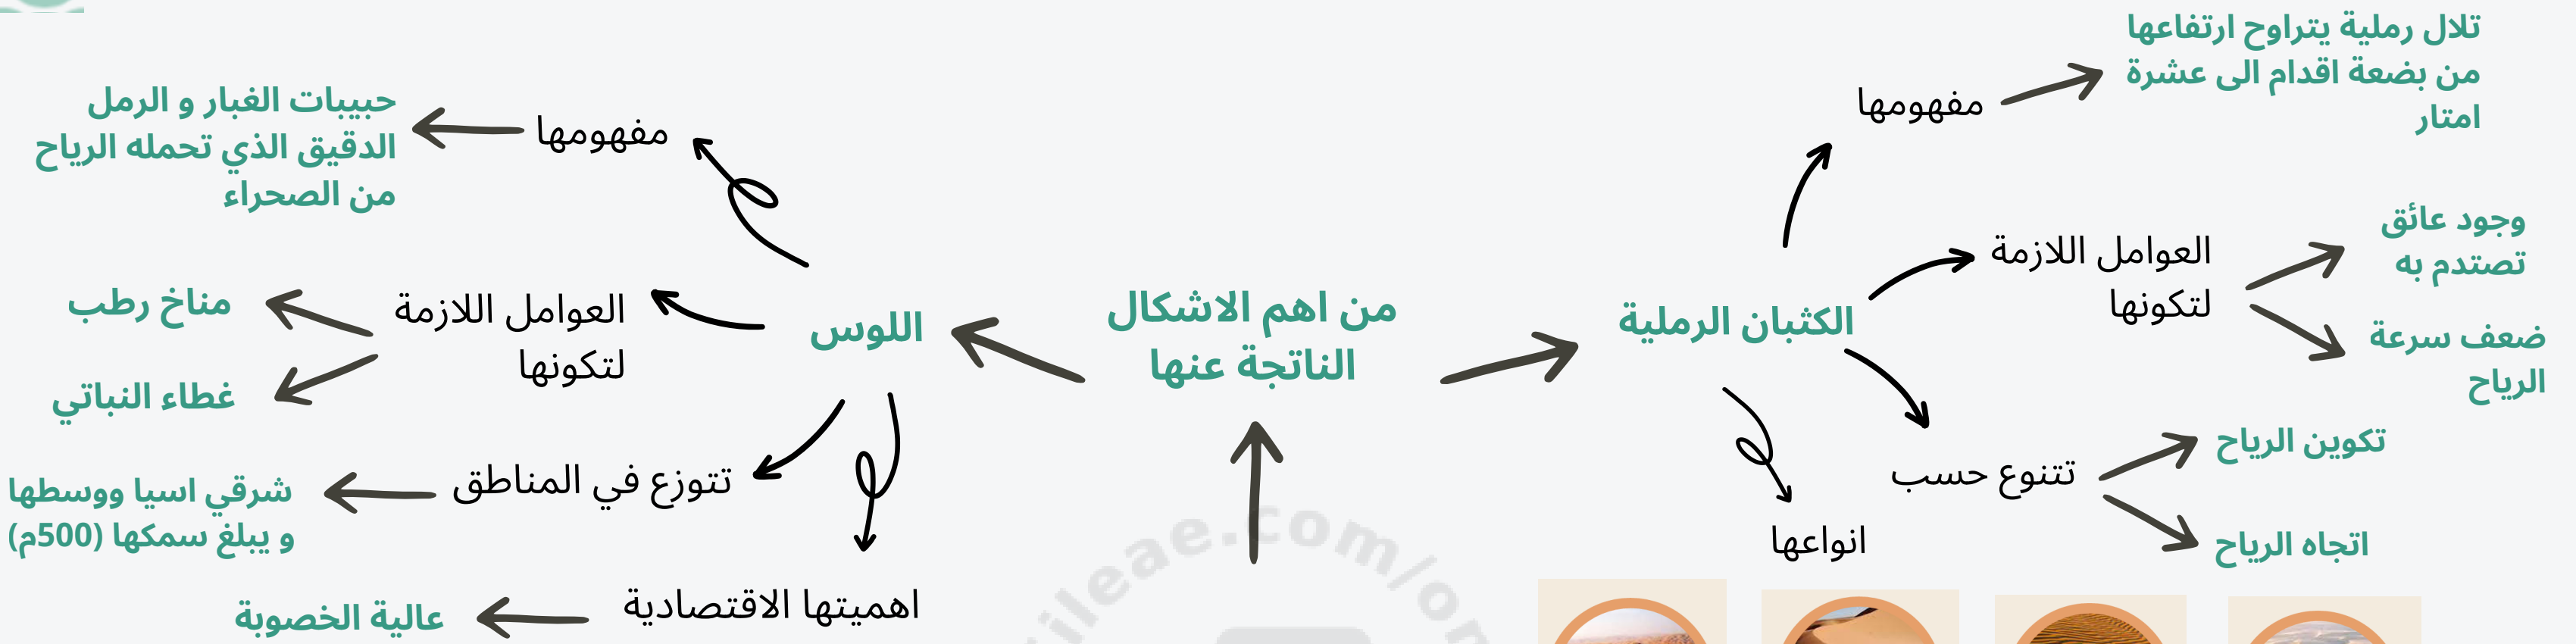 من اهم الاشكال
الناتجة عنها
الكثبان الرملية
مفهومها
تلال رملية يتراوح ارتفاعها
من بضعة اقدام الى عشرة
امتار
العوامل اللازمة
لتكونها
وجود عائق
تصتدم به
ضعف سرعة
الرياح
تتنوع حسب
تكوين الرياح
اتجاه الرياح
انواعها
اللوس
مفهومها
حبيبات الغبار و الرمل
الدقيق الذي تحمله الرياح
من الصحراء
العوامل اللازمة
لتكونها
مناخ رطب
غطاء النباتي
تتوزع في المناطق
شرقي اسيا ووسطها
و يبلغ سمكها (500م)
اهميتها الاقتصادية
عالية الخصوبة
ileae.com/on